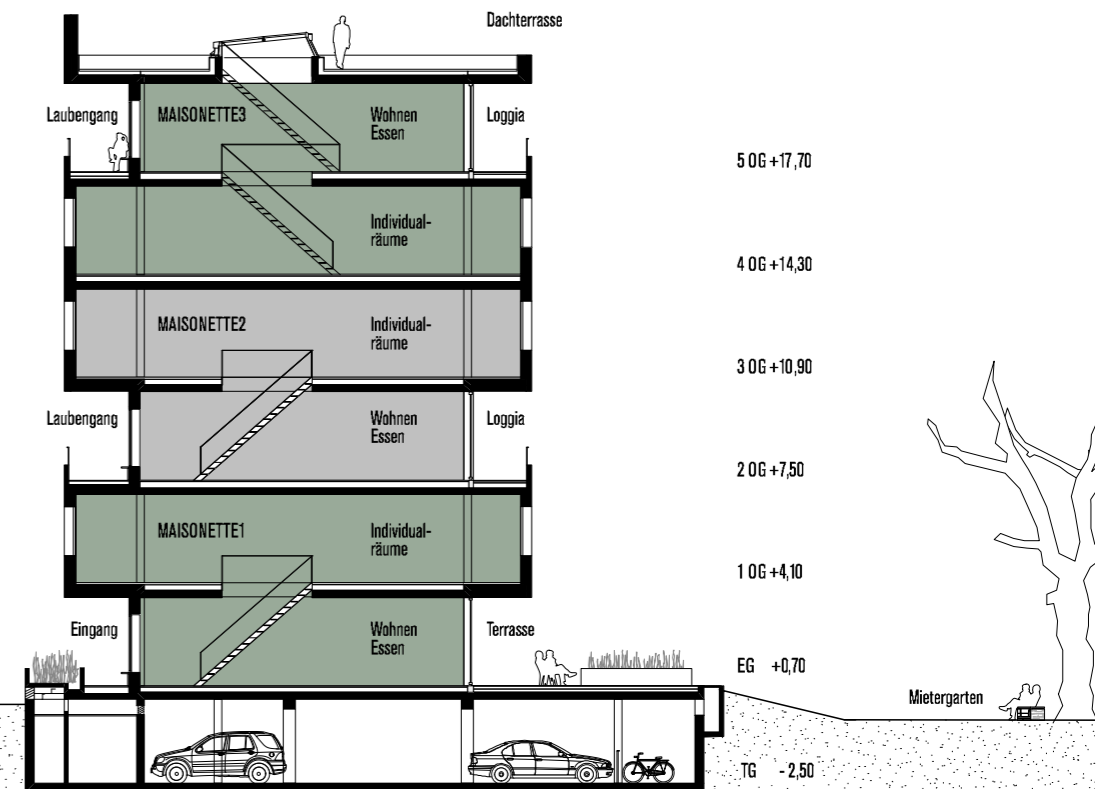 Dachterrasse
Laubengang
MAISONETTE3
Wohnen
Essen
Loggia
5 OG +17,70
Individual-
räume
4 OG +14,30
MAISONETTE2
Individual-
räume
3 OG +10,90
Laubengang
Wohnen
Essen
Loggia
2 OG +7,50
MAISONETTE1
Individual-
räume
1 OG +4,10
Eingang
Wohnen
Essen
Terrasse
EG +0,70
Mietergarten
TG - 2,50